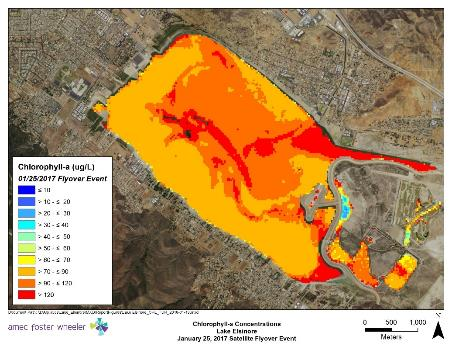 Chlorophyll-a (ug/L)
01/25/2017 Flyover Event
≤ 10
> 10 - ≤ 20
> 20 - ≤ 30
> 30 - ≤ 40
> 40 - ≤ 50
> 50 - ≤ 60
> 60 - ≤ 70
> 70 - ≤ 90
> 90 - ≤ 120
> 120
amec foster wheeler
Chlorophyll-a Concentrations
Lake Elsinore
January 25, 2017 Satellite Flyover Event
0 500 1,000
Meters
N